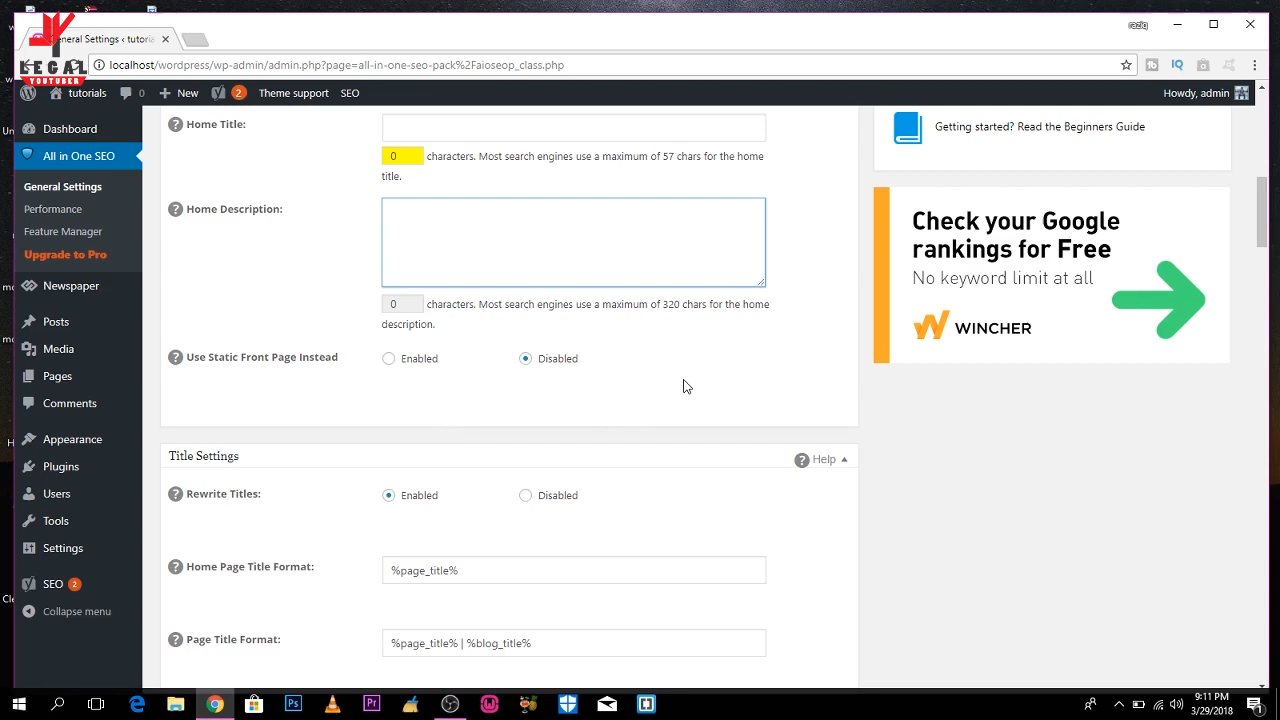 raziq
General Settings ‹ tutoria
LEGAL
YOUTUBER
localhost/wordpress/wp-admin/admin.php?page=all-in-one-seo-pack%2Faioseop_class.php
tutorials
0
New
2
Theme support
SEO
Howdy, admin
Dashboard
All in One SEO
General Settings
Performance
Feature Manager
Upgrade to Pro
Newspaper
Posts
Media
Pages
Comments
Appearance
Plugins
Users
Tools
Settings
SEO 2
Collapse menu
Home Title:
0 characters. Most search engines use a maximum of 57 chars for the home
title.
Home Description:
0 characters. Most search engines use a maximum of 320 chars for the home
description.
Use Static Front Page Instead
Enabled
Disabled
Title Settings
Help
Rewrite Titles:
Enabled
Disabled
Home Page Title Format:
%page_title%
Page Title Format:
%page_title% | %blog_title%
Getting started? Read the Beginners Guide
Check your Google
rankings for Free
No keyword limit at all
WINCHER
9:11 PM
3/29/2018